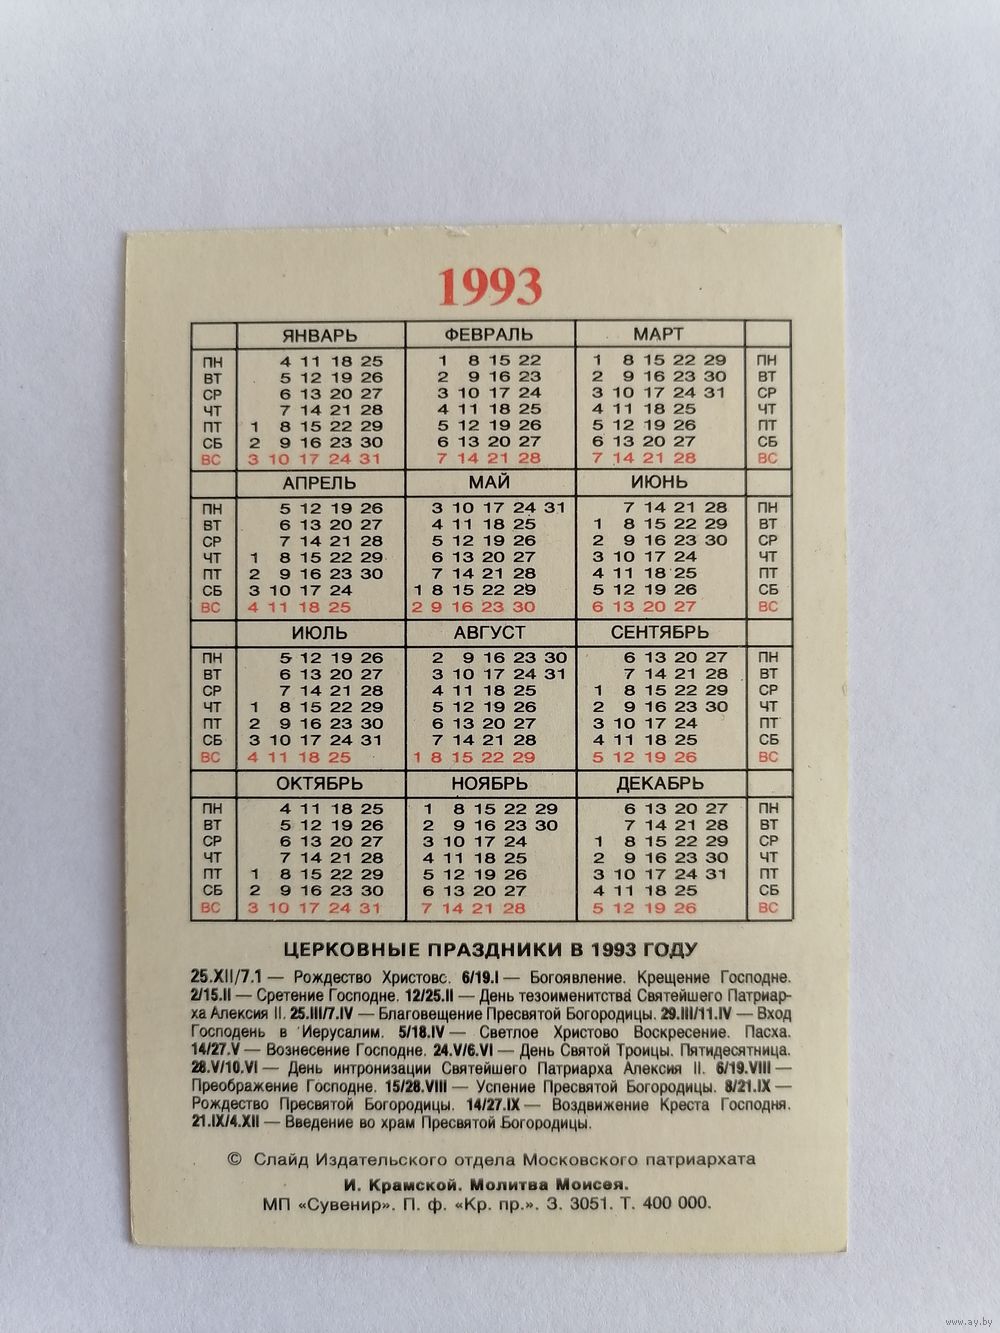 1993
ЯНВАРЬ ФЕВРАЛЬ МАРТ
ПН 4 11 18 25 1 8 15 22 1 8 15 22 29 ПН
ВТ 5 12 19 26 2 9 16 23 2 9 16 23 30 ВТ
СР 6 13 20 27 3 10 17 24 3 10 17 24 31 СР
ЧТ 7 14 21 28 4 11 18 25 4 11 18 25 ЧТ
ПТ 1 8 15 22 29 5 12 19 26 5 12 19 26 ПТ
СБ 2 9 16 23 30 6 13 20 27 6 13 20 27 СБ
ВС 3 10 17 24 31 7 14 21 28 7 14 21 28 ВС
АПРЕЛЬ МАЙ ИЮНЬ
ПН 5 12 19 26 3 10 17 24 31 7 14 21 28 ПН
ВТ 6 13 20 27 4 11 18 25 1 8 15 22 29 ВТ
СР 7 14 21 28 5 12 19 26 2 9 16 23 30 СР
ЧТ 1 8 15 22 29 6 13 20 27 3 10 17 24 ЧТ
ПТ 2 9 16 23 30 7 14 21 28 4 11 18 25 ПТ
СБ 3 10 17 24 1 8 15 22 29 5 12 19 26 СБ
ВС 4 11 18 25 2 9 16 23 30 6 13 20 27 ВС
ИЮЛЬ АВГУСТ СЕНТЯБРЬ
ПН 5 12 19 26 2 9 16 23 30 6 13 20 27 ПН
ВТ 6 13 20 27 3 10 17 24 31 7 14 21 28 ВТ
СР 7 14 21 28 4 11 18 25 1 8 15 22 29 СР
ЧТ 1 8 15 22 29 5 12 19 26 2 9 16 23 30 ЧТ
ПТ 2 9 16 23 30 6 13 20 27 3 10 17 24 ПТ
СБ 3 10 17 24 31 7 14 21 28 4 11 18 25 СБ
ВС 4 11 18 25 1 8 15 22 29 5 12 19 26 ВС
ОКТЯБРЬ НОЯБРЬ ДЕКАБРЬ
ПН 4 11 18 25 1 8 15 22 29 6 13 20 27 ПН
ВТ 5 12 19 26 2 9 16 23 30 7 14 21 28 ВТ
СР 6 13 20 27 3 10 17 24 1 8 15 22 29 СР
ЧТ 7 14 21 28 4 11 18 25 2 9 16 23 30 ЧТ
ПТ 1 8 15 22 29 5 12 19 26 3 10 17 24 31 ПТ
СБ 2 9 16 23 30 6 13 20 27 4 11 18 25 СБ
ВС 3 10 17 24 31 7 14 21 28 5 12 19 26 ВС
ЦЕРКОВНЫЕ ПРАЗДНИКИ В 1993 ГОДУ
25.XII/7.1 — Рождество Христовс. 6/19.I — Богоявление. Крещение Господне.
2/15.II — Сретение Господне. 12/25.II — День тезоименитства Святейшего Патриар-
ха Алексия II. 25.III/7.IV — Благовещение Пресвятой Богородицы. 29.III/11.IV — Вход
Господень в Иерусалим. 5/18.IV — Светлое Христово Воскресение. Пасха.
14/27.V — Вознесение Господне. 24.V/6.VI — День Святой Троицы. Пятидесятница.
28.V/10.VI — День интронизации Святейшего Патриарха Алексия II. 6/19.VIII —
Преображение Господне. 15/28.VIII — Успение Пресвятой Богородицы. 8/21.IX —
Рождество Пресвятой Богородицы. 14/27.IX — Воздвижение Креста Господня.
21.IX/4.XII — Введение во храм Пресвятой Богородицы.
© Слайд Издательского отдела Московского патриархата
И. Крамской. Молитва Моисея.
МП «Сувенир». П. ф. «Кр. пр.». З. 3051. Т. 400 000.
www.ay.by